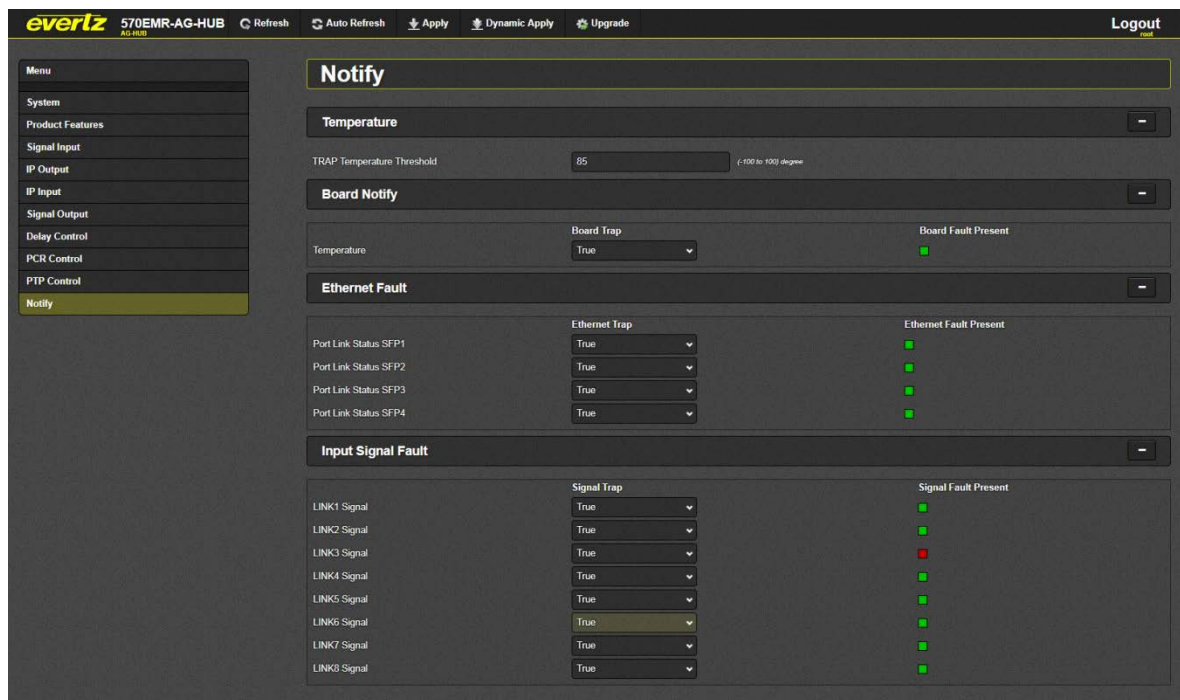 evertz 570EMR-AG-HUB Refresh Auto Refresh Apply Dynamic Apply Upgrade Logout
AG-HUB root
Menu
System
Product Features
Signal Input
IP Output
IP Input
Signal Output
Delay Control
PCR Control
PTP Control
Notify
Notify
Temperature −
TRAP Temperature Threshold 85 (-100 to 100) degree
Board Notify −
Board Trap Board Fault Present
Temperature True
Ethernet Fault −
Ethernet Trap Ethernet Fault Present
Port Link Status SFP1 True
Port Link Status SFP2 True
Port Link Status SFP3 True
Port Link Status SFP4 True
Input Signal Fault −
Signal Trap Signal Fault Present
LINK1 Signal True
LINK2 Signal True
LINK3 Signal True
LINK4 Signal True
LINK5 Signal True
LINK6 Signal True
LINK7 Signal True
LINK8 Signal True